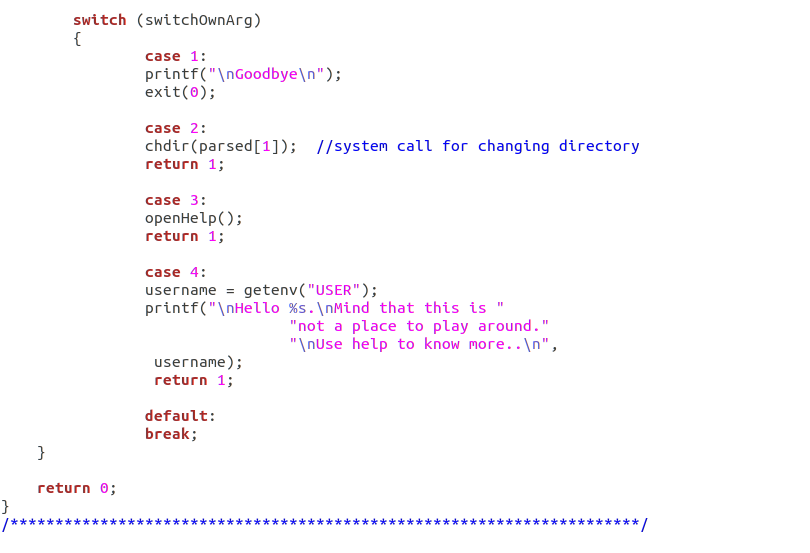 switch (switchOwnArg)
{
case 1:
printf("\nGoodbye\n");
exit(0);
case 2:
chdir(parsed[1]);  //system call for changing directory
return 1;
case 3:
openHelp();
return 1;
case 4:
username = getenv("USER");
printf("\nHello %s.\nMind that this is "
"not a place to play around."
"\nUse help to know more..\n",
username);
return 1;
default:
break;
}
return 0;
}
/**********************************************************************/